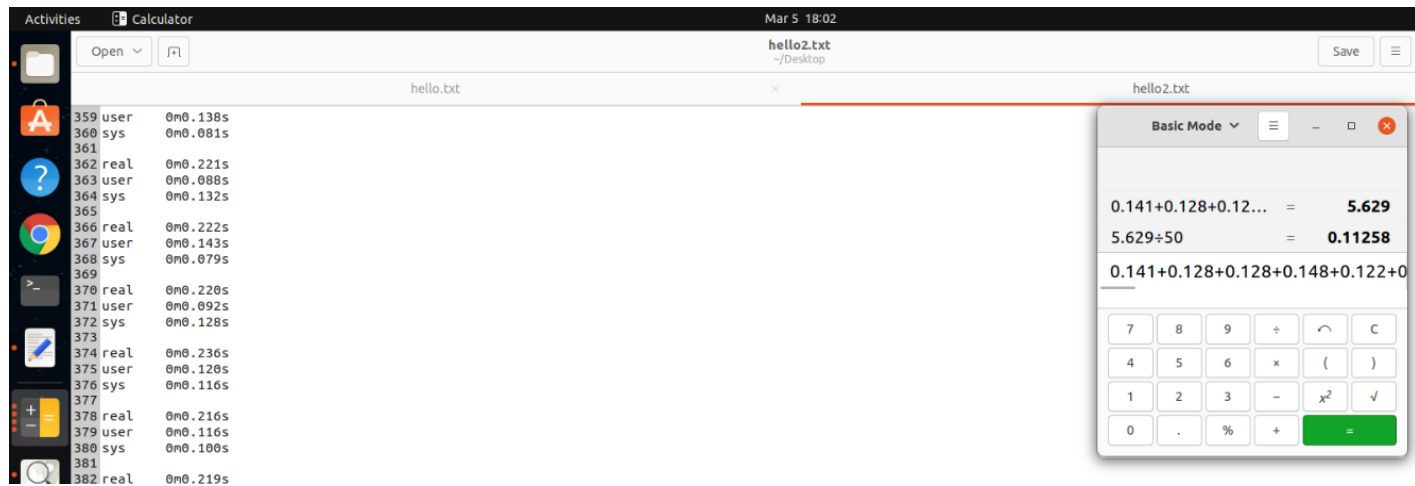 Activities Calculator Mar 5 18:02
Open hello2.txt Save
~/Desktop
hello.txt × hello2.txt
359 user 0m0.138s
360 sys 0m0.081s
361
362 real 0m0.221s
363 user 0m0.088s
364 sys 0m0.132s
365
366 real 0m0.222s
367 user 0m0.143s
368 sys 0m0.079s
369
370 real 0m0.220s
371 user 0m0.092s
372 sys 0m0.128s
373
374 real 0m0.236s
375 user 0m0.120s
376 sys 0m0.116s
377
378 real 0m0.216s
379 user 0m0.116s
380 sys 0m0.100s
381
382 real 0m0.219s
Basic Mode
0.141+0.128+0.12... = 5.629
5.629÷50 = 0.11258
0.141+0.128+0.128+0.148+0.122+0
7 8 9 ÷ C
4 5 6 × ( )
1 2 3 − x² √
0 . % + =